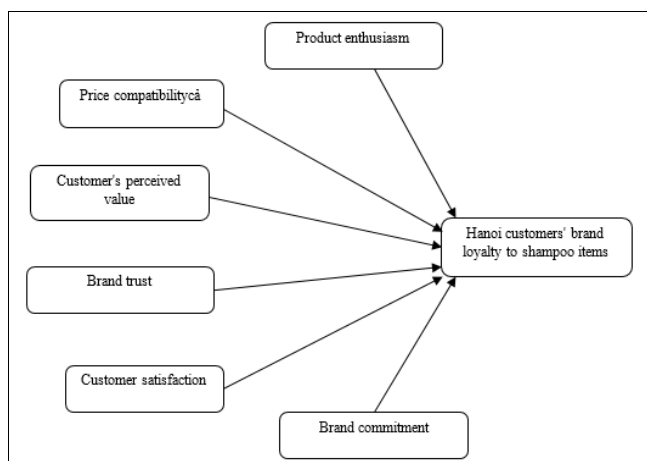 Product enthusiasm
Price compatibilitycả
Customer's perceived
value
Hanoi customers' brand
loyalty to shampoo items
Brand trust
Customer satisfaction
Brand commitment